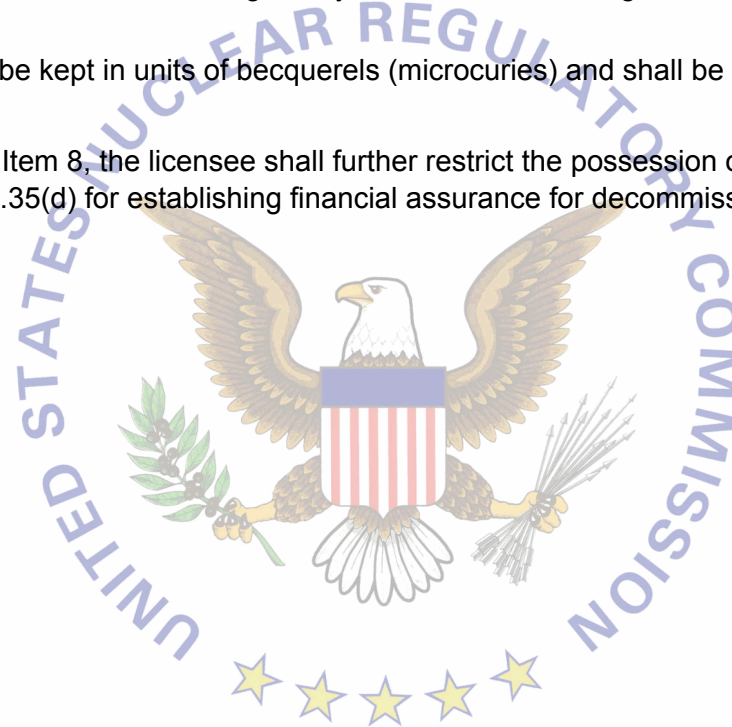 be kept in units of becquerels (microcuries) and shall be
Item 8, the licensee shall further restrict the possession
.35(d) for establishing financial assurance for
UNITED STATES NUCLEAR REGULATORY COMMISSION